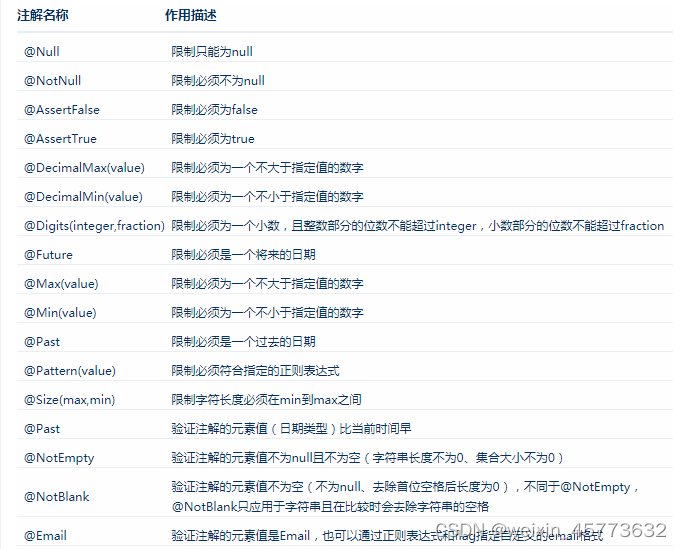 注解名称 作用描述
@Null 限制只能为null
@NotNull 限制必须不为null
@AssertFalse 限制必须为false
@AssertTrue 限制必须为true
@DecimalMax(value) 限制必须为一个不大于指定值的数字
@DecimalMin(value) 限制必须为一个不小于指定值的数字
@Digits(integer,fraction) 限制必须为一个小数，且整数部分的位数不能超过integer，小数部分的位数不能超过fraction
@Future 限制必须是一个将来的日期
@Max(value) 限制必须为一个不大于指定值的数字
@Min(value) 限制必须为一个不小于指定值的数字
@Past 限制必须是一个过去的日期
@Pattern(value) 限制必须符合指定的正则表达式
@Size(max,min) 限制字符长度必须在min到max之间
@Past 验证注解的元素值（日期类型）比当前时间早
@NotEmpty 验证注解的元素值不为null且不为空（字符串长度不为0、集合大小不为0）
@NotBlank 验证注解的元素值不为空（不为null、去除首位空格后长度为0），不同于@NotEmpty，
@NotBlank只应用于字符串且在比较时会去除字符串的空格
@Email 验证注解的元素值是Email，也可以通过正则表达式和flag指定自定义的email格式
CSDN @weixin_45773632